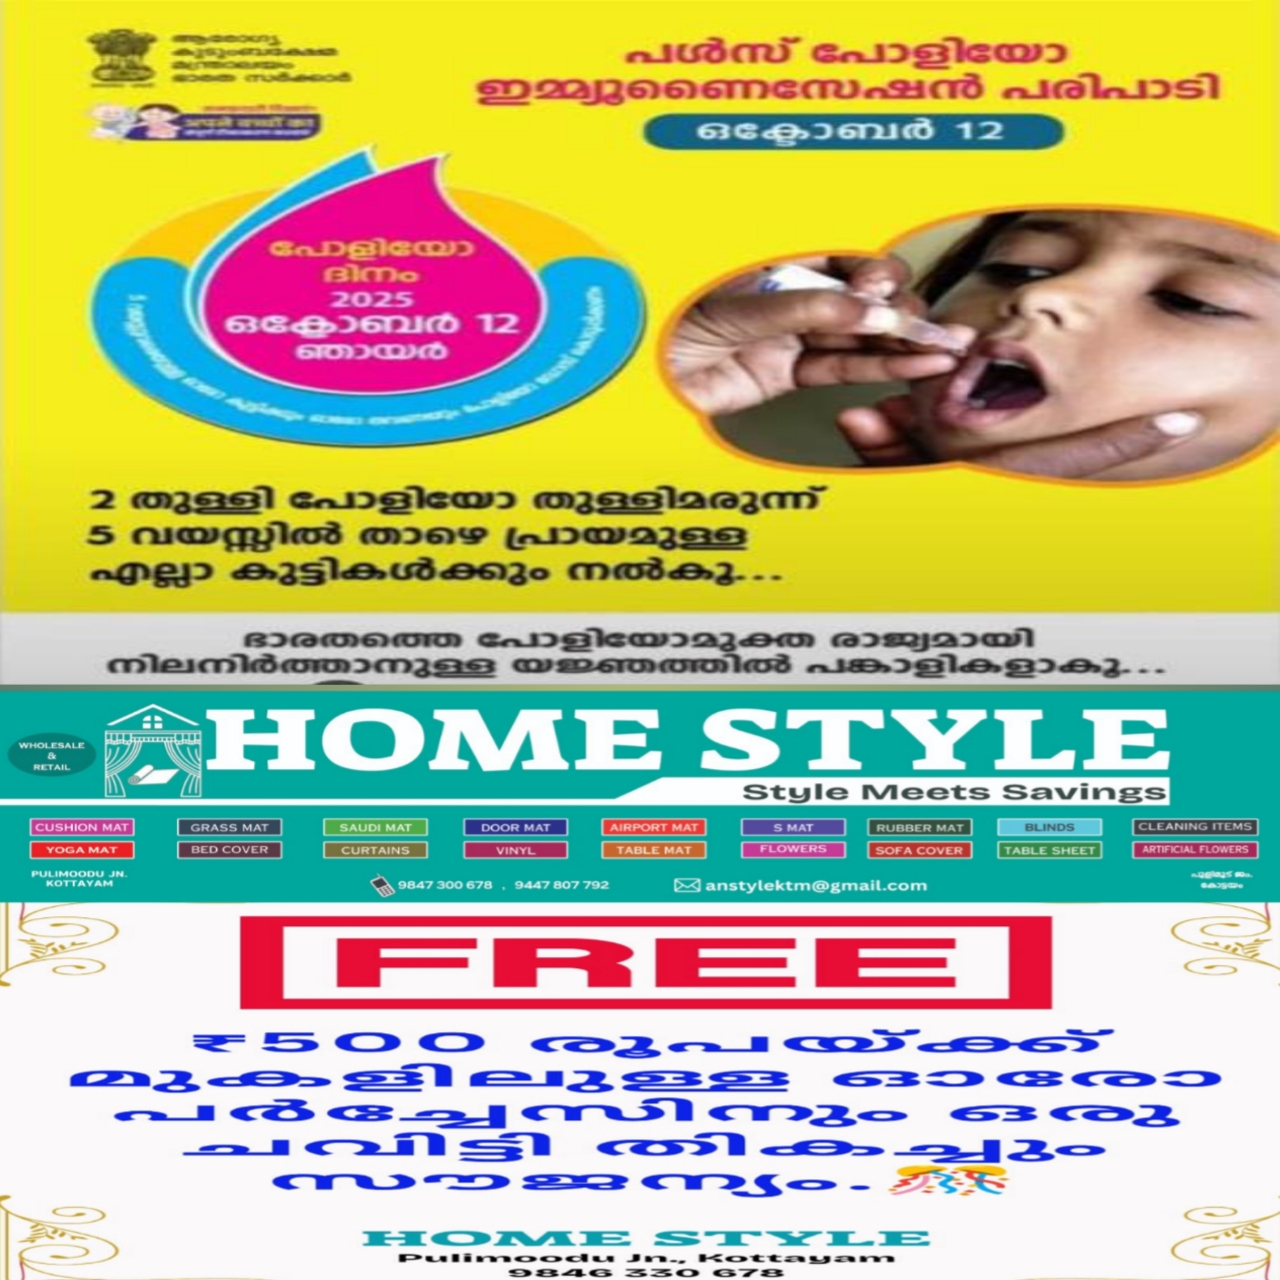 ആരോഗ്യ
കുടുംബക്ഷേമ
മന്ത്രാലയം
ഭാരത സർക്കാർ
പൾസ് പോളിയോ
ഇമ്മ്യൂണൈസേഷൻ പരിപാടി
ഒക്ടോബർ 12
പോളിയോ
ദിനം
2025
ഒക്ടോബർ 12
ഞായർ
2 തുള്ളി പോളിയോ തുള്ളിമരുന്ന്
5 വയസ്സിൽ താഴെ പ്രായമുള്ള
എല്ലാ കുട്ടികൾക്കും നൽകൂ...
ഭാരതത്തെ പോളിയോമുക്ത രാജ്യമായി
നിലനിർത്താനുള്ള യജ്ഞത്തിൽ പങ്കാളികളാകൂ...
WHOLESALE
&
RETAIL
HOME STYLE
Style Meets Savings
CUSHION MAT GRASS MAT SAUDI MAT DOOR MAT AIRPORT MAT S MAT RUBBER MAT BLINDS CLEANING ITEMS
YOGA MAT BED COVER CURTAINS VINYL TABLE MAT FLOWERS SOFA COVER TABLE SHEET ARTIFICIAL FLOWERS
PULIMOODU JN.
KOTTAYAM
9847 300 678 , 9447 807 792
anstylektm@gmail.com
പുളിമൂട് ജം.
കോട്ടയം
FREE
₹500 രൂപയ്ക്ക്
മുകളിലുള്ള ഓരോ
പർച്ചേസിനും ഒരു
ചവിട്ടി തികച്ചും
സൗജന്യം.
HOME STYLE
Pulimoodu Jn., Kottayam
9846 330 678